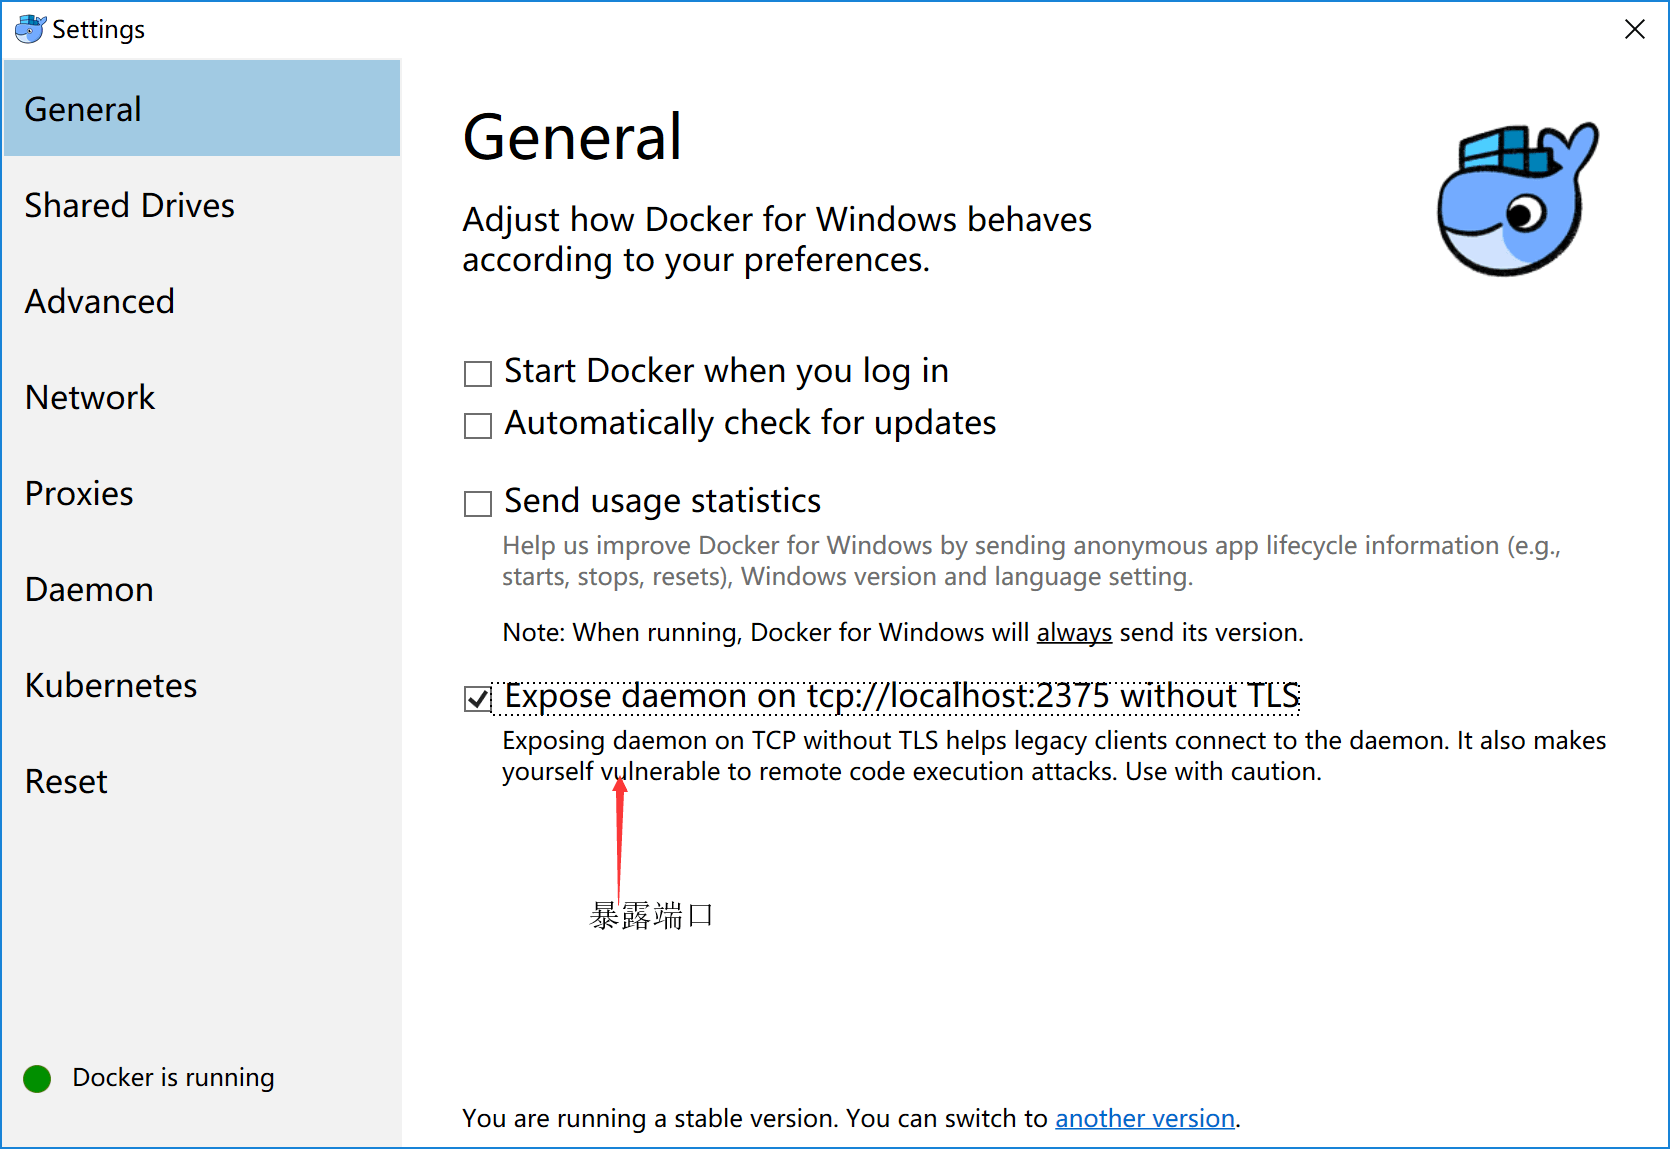 Settings
General
Shared Drives
Advanced
Network
Proxies
Daemon
Kubernetes
Reset
Docker is running
General
Adjust how Docker for Windows behaves
according to your preferences.
Start Docker when you log in
Automatically check for updates
Send usage statistics
Help us improve Docker for Windows by sending anonymous app lifecycle information (e.g.,
starts, stops, resets), Windows version and language setting.
Note: When running, Docker for Windows will always send its version.
Expose daemon on tcp://localhost:2375 without TLS
Exposing daemon on TCP without TLS helps legacy clients connect to the daemon. It also makes
yourself vulnerable to remote code execution attacks. Use with caution.
暴露端口
You are running a stable version. You can switch to another version.